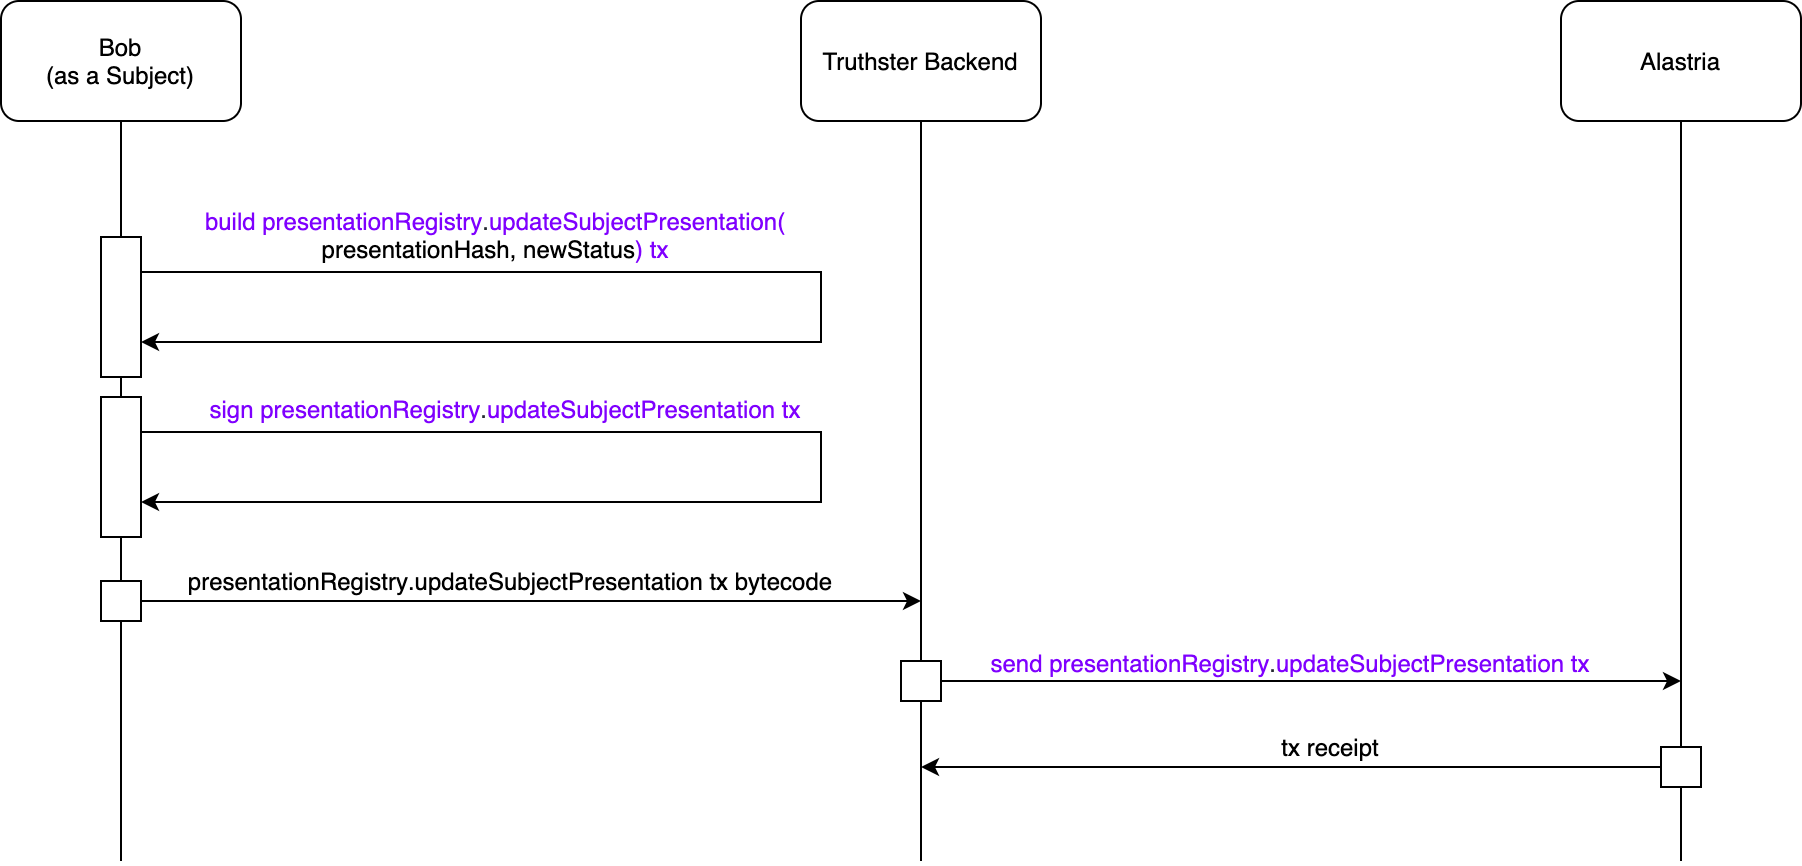 Bob
(as a Subject)
Truthster Backend
Alastria
build presentationRegistry.updateSubjectPresentation(
presentationHash, newStatus) tx
sign presentationRegistry.updateSubjectPresentation tx
presentationRegistry.updateSubjectPresentation tx bytecode
send presentationRegistry.updateSubjectPresentation tx
tx receipt